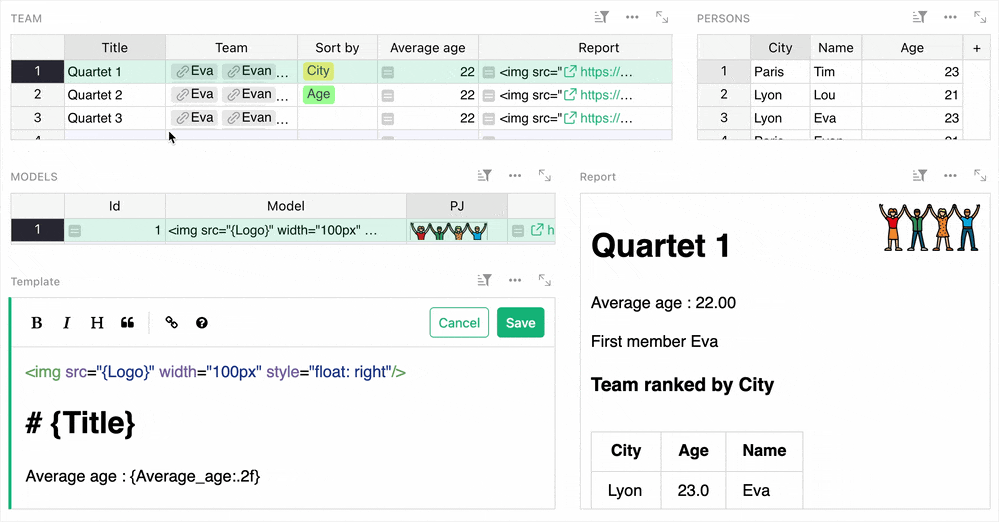 TEAM
Title Team Sort by Average age Report
1 Quartet 1 Eva Evan ... City 22 <img src=" https://...
2 Quartet 2 Eva Evan ... Age 22 <img src=" https://...
3 Quartet 3 Eva Evan ... 22 <img src=" https://...
PERSONS
City Name Age +
1 Paris Tim 23
2 Lyon Lou 21
3 Lyon Eva 23
MODELS
Id Model PJ
1 1 <img src="{Logo}" width="100px" ... h
Template
B I H
Cancel Save
<img src="{Logo}" width="100px" style="float: right"/>
# {Title}
Average age : {Average_age:.2f}
Report
Quartet 1
Average age : 22.00
First member Eva
Team ranked by City
City Age Name
Lyon 23.0 Eva